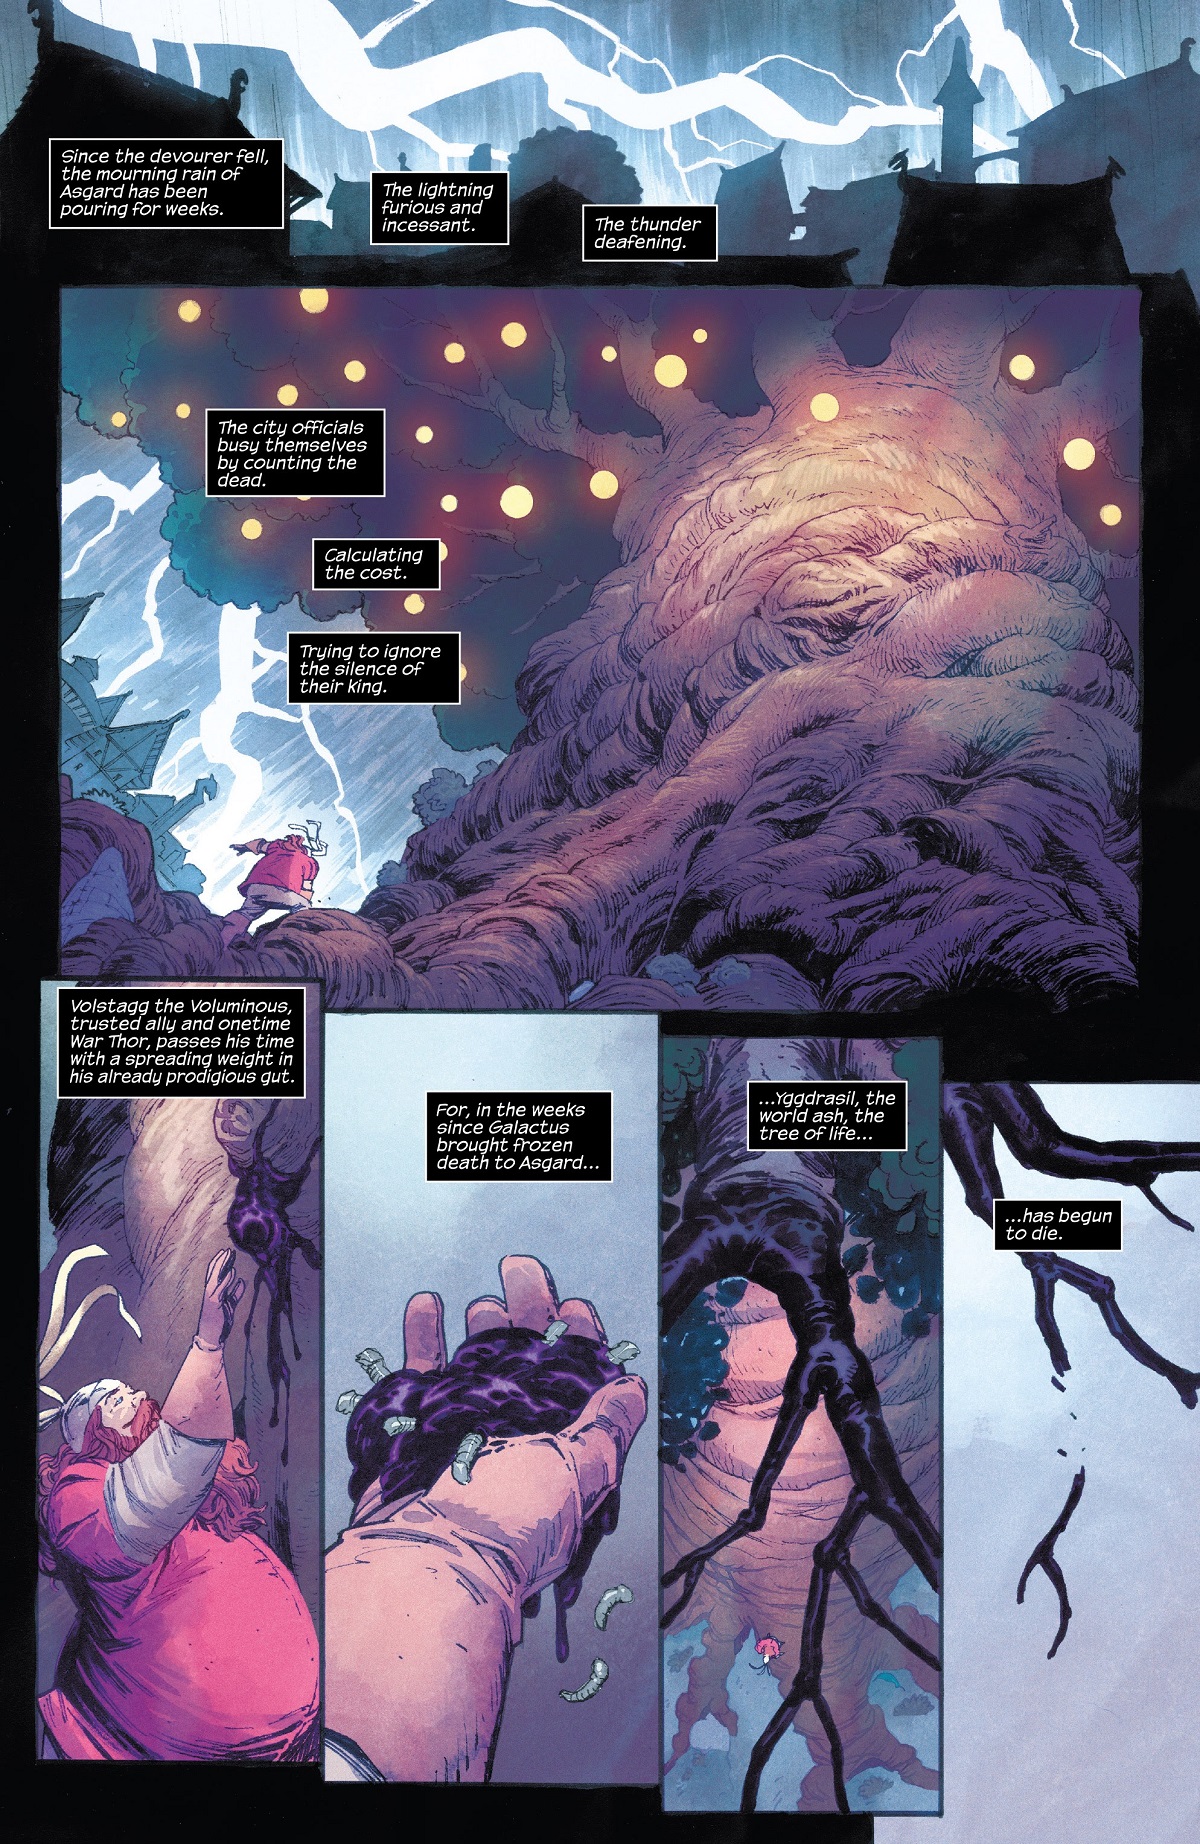 Since the devourer fell,
the mourning rain of
Asgard has been
pouring for weeks.
The lightning
furious and
incessant.
The thunder
deafening.
The city officials
busy themselves
by counting the
dead.
Calculating
the cost.
Trying to ignore
the silence of
their king.
Volstagg the Voluminous,
trusted ally and onetime
War Thor, passes his time
with a spreading weight in
his already prodigious gut.
For, in the weeks
since Galactus
brought frozen
death to Asgard...
...Yggdrasil, the
world ash, the
tree of life...
...has begun
to die.